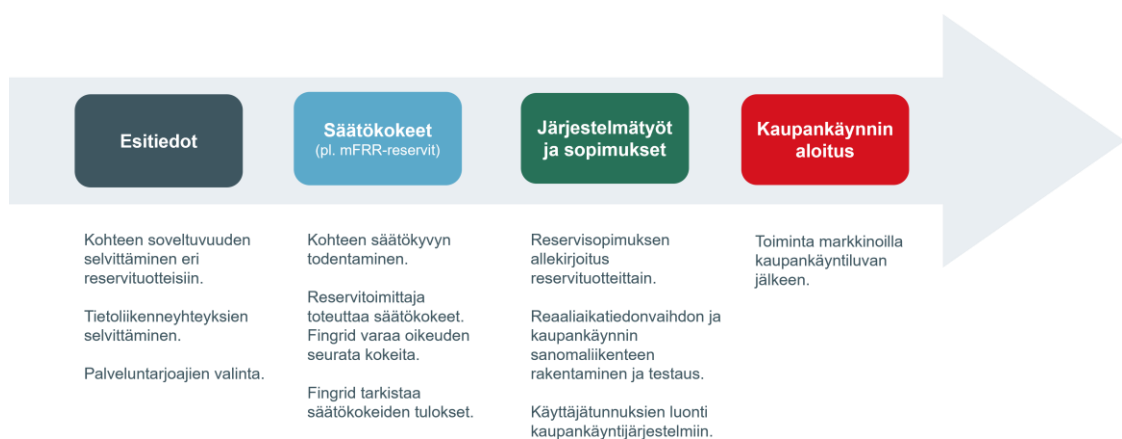 Esitiedot
Säätökokeet
(pl. mFRR-reservit)
Järjestelmätyöt
ja sopimukset
Kaupankäynnin
aloitus
Kohteen soveltuvuuden
selvittäminen eri
reservituotteisiin.
Tietoliikenneyhteyksien
selvittäminen.
Palveluntarjoajien valinta.
Kohteen säätökyvyn
todentaminen.
Reservitoimittaja
toteuttaa säätökokeet.
Fingrid varaa oikeuden
seurata kokeita.
Fingrid tarkistaa
säätökokeiden tulokset.
Reservisopimuksen
allekirjoitus
reservituotteittain.
Reaaliaikatiedonvaihdon ja
kaupankäynnin
sanomaliikenteen
rakentaminen ja testaus.
Käyttäjätunnuksien luonti
kaupankäyntijärjestelmiin.
Toiminta markkinoilla
kaupankäyntiluvan
jälkeen.